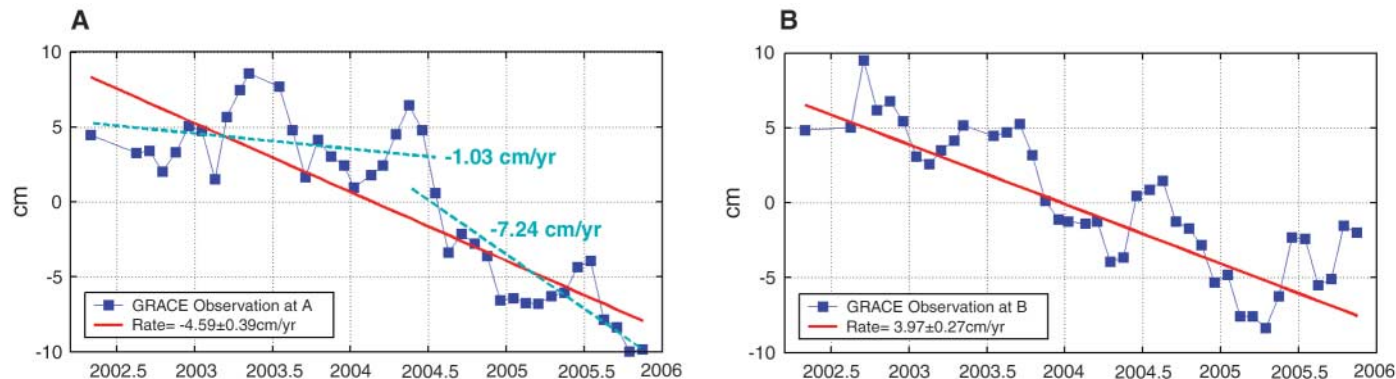 A
10
5
0
-5
-10
cm
-1.03 cm/yr
-7.24 cm/yr
GRACE Observation at A
Rate= -4.59±0.39cm/yr
2002.5 2003 2003.5 2004 2004.5 2005 2005.5 2006
B
10
5
0
-5
-10
cm
GRACE Observation at B
Rate= 3.97±0.27cm/yr
2002.5 2003 2003.5 2004 2004.5 2005 2005.5 2006